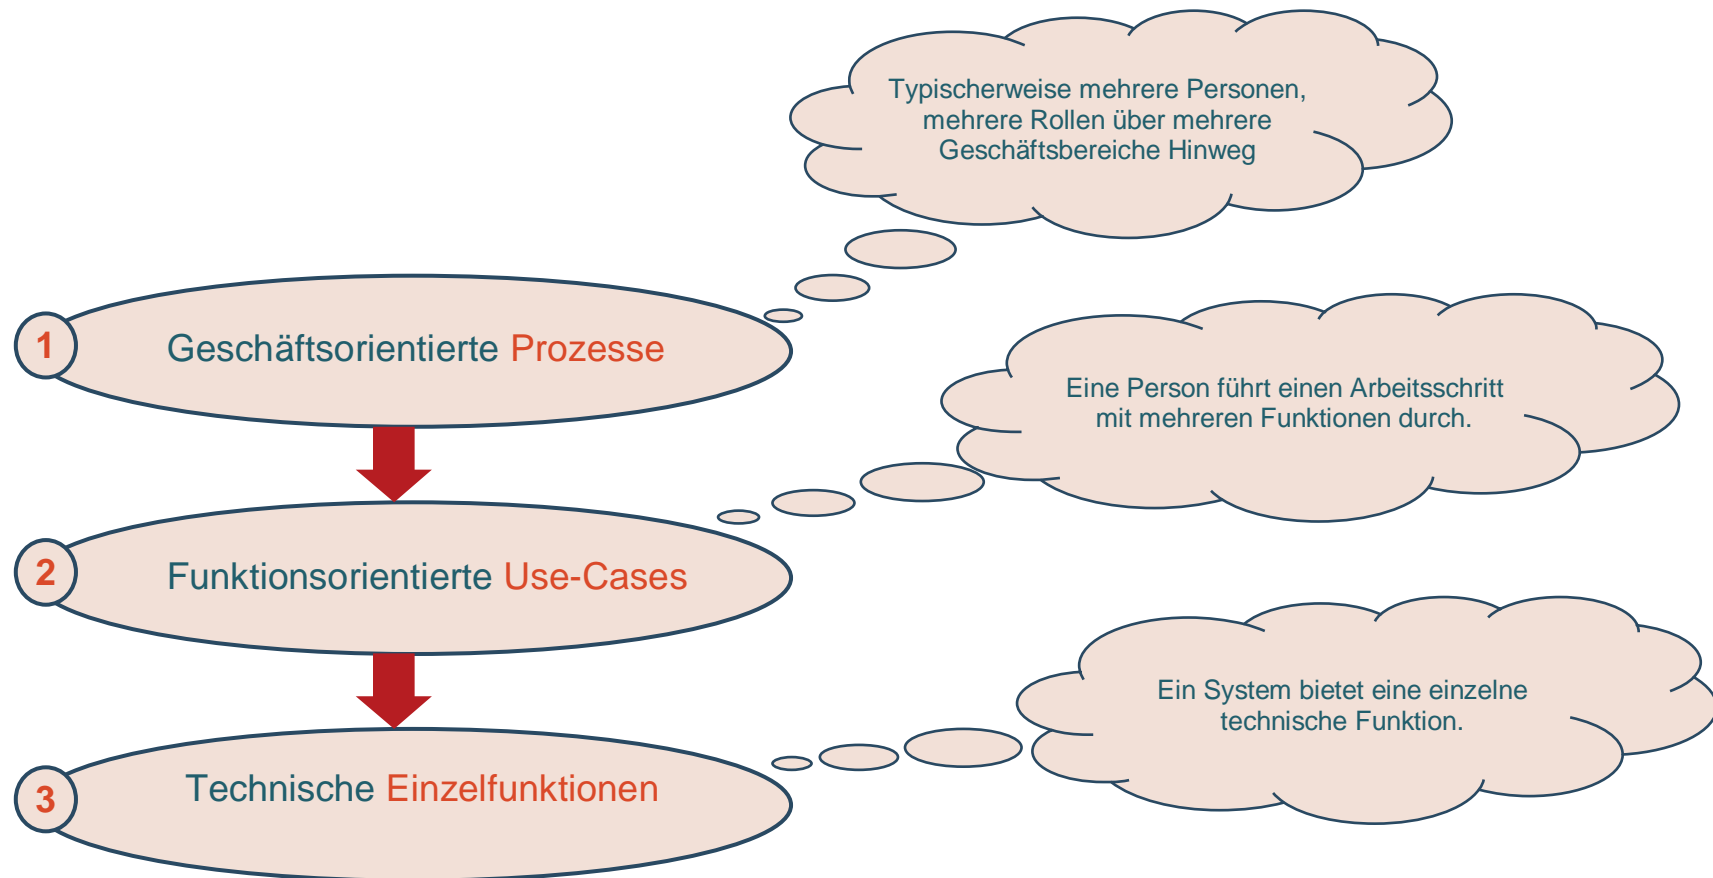 Typischerweise mehrere Personen,
mehrere Rollen über mehrere
Geschäftsbereiche Hinweg
1
Geschäftsorientierte Prozesse
Eine Person führt einen Arbeitsschritt
mit mehreren Funktionen durch.
2
Funktionsorientierte Use-Cases
Ein System bietet eine einzelne
technische Funktion.
3
Technische Einzelfunktionen